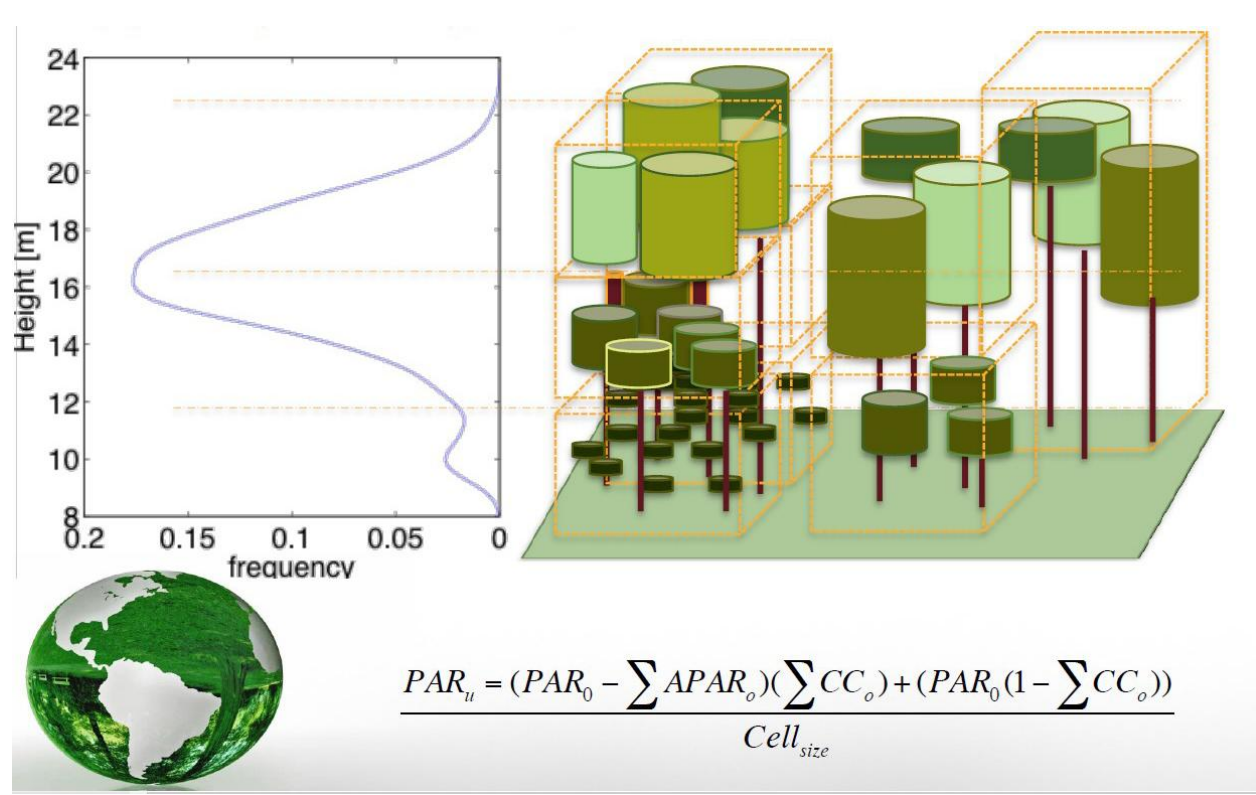 24
22
20
18
16
14
12
10
8
Height [m]
0.2 0.15 0.1 0.05 0
frequency
PAR_u = (PAR_0 − ∑ APAR_o)(∑ CC_o) + (PAR_0 (1 − ∑ CC_o))
Cell_size